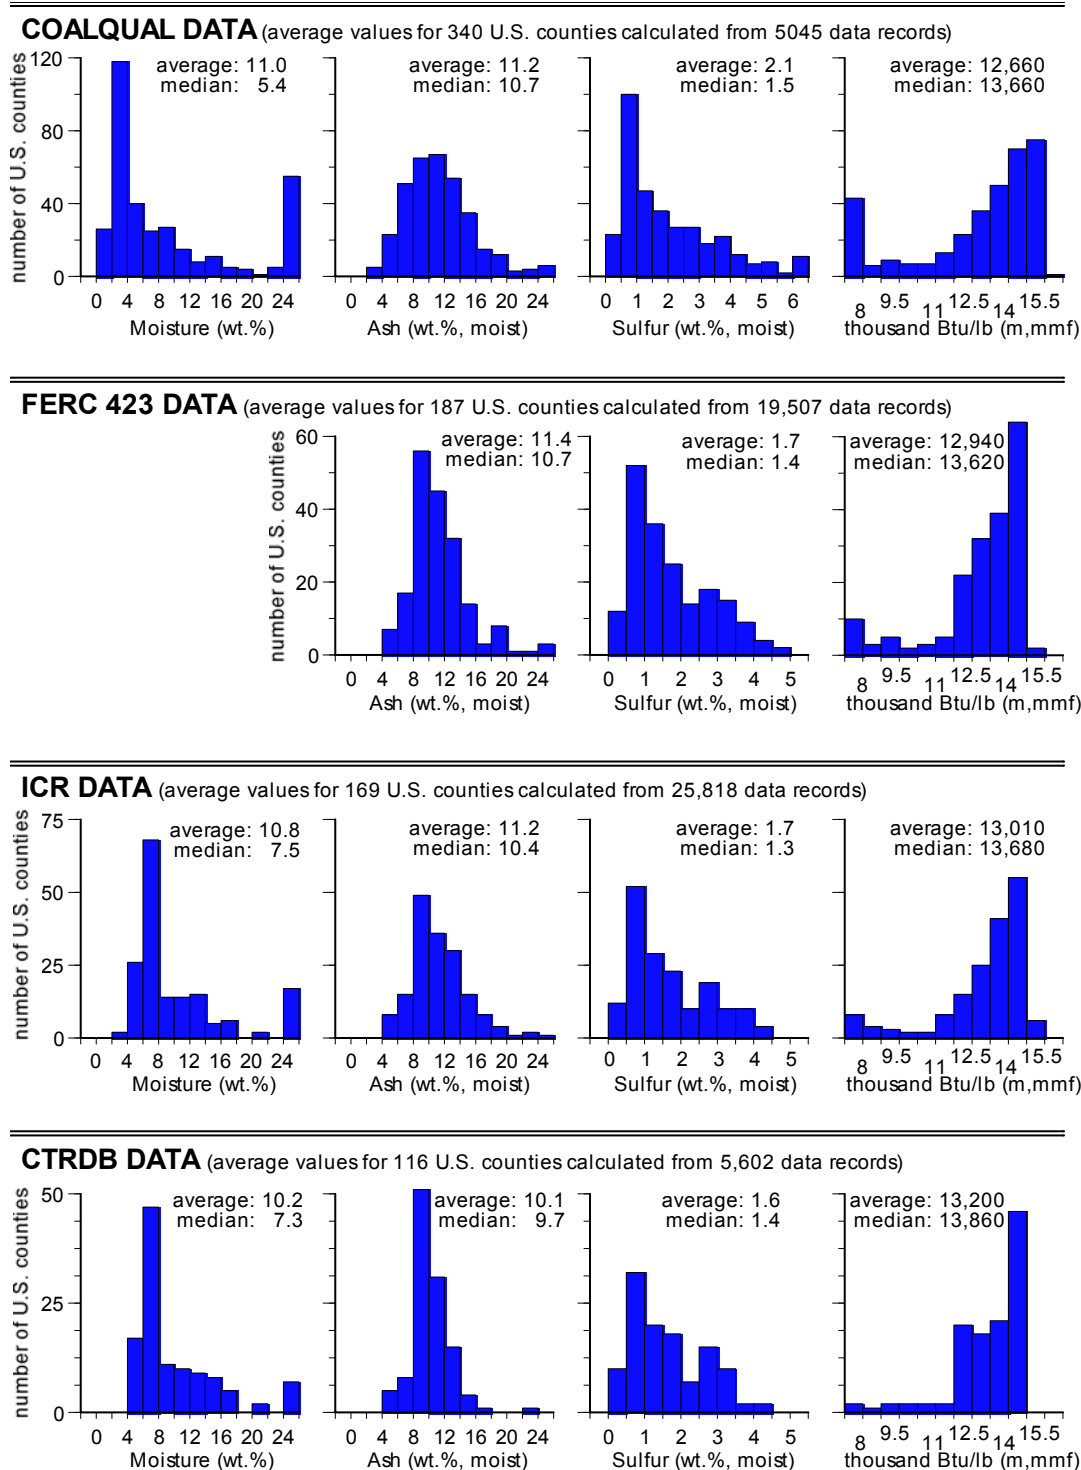 COALQUAL DATA (average values for 340 U.S. counties calculated from 5045 data records)
number of U.S. counties
120
80
40
0
average: 11.0
median: 5.4
0 4 8 12 16 20 24
Moisture (wt.%)
average: 11.2
median: 10.7
0 4 8 12 16 20 24
Ash (wt.%, moist)
average: 2.1
median: 1.5
0 1 2 3 4 5 6
Sulfur (wt.%, moist)
average: 12,660
median: 13,660
8 9.5 11 12.5 14 15.5
thousand Btu/lb (m,mmf)
FERC 423 DATA (average values for 187 U.S. counties calculated from 19,507 data records)
number of U.S. counties
60
40
20
0
average: 11.4
median: 10.7
0 4 8 12 16 20 24
Ash (wt.%, moist)
average: 1.7
median: 1.4
0 1 2 3 4 5
Sulfur (wt.%, moist)
average: 12,940
median: 13,620
8 9.5 11 12.5 14 15.5
thousand Btu/lb (m,mmf)
ICR DATA (average values for 169 U.S. counties calculated from 25,818 data records)
number of U.S. counties
75
50
25
0
average: 10.8
median: 7.5
0 4 8 12 16 20 24
Moisture (wt.%)
average: 11.2
median: 10.4
0 4 8 12 16 20 24
Ash (wt.%, moist)
average: 1.7
median: 1.3
0 1 2 3 4 5
Sulfur (wt.%, moist)
average: 13,010
median: 13,680
8 9.5 11 12.5 14 15.5
thousand Btu/lb (m,mmf)
CTRDB DATA (average values for 116 U.S. counties calculated from 5,602 data records)
number of U.S. counties
50
25
0
average: 10.2
median: 7.3
0 4 8 12 16 20 24
Moisture (wt.%)
average: 10.1
median: 9.7
0 4 8 12 16 20 24
Ash (wt.%, moist)
average: 1.6
median: 1.4
0 1 2 3 4 5
Sulfur (wt.%, moist)
average: 13,200
median: 13,860
8 9.5 11 12.5 14 15.5
thousand Btu/lb (m,mmf)